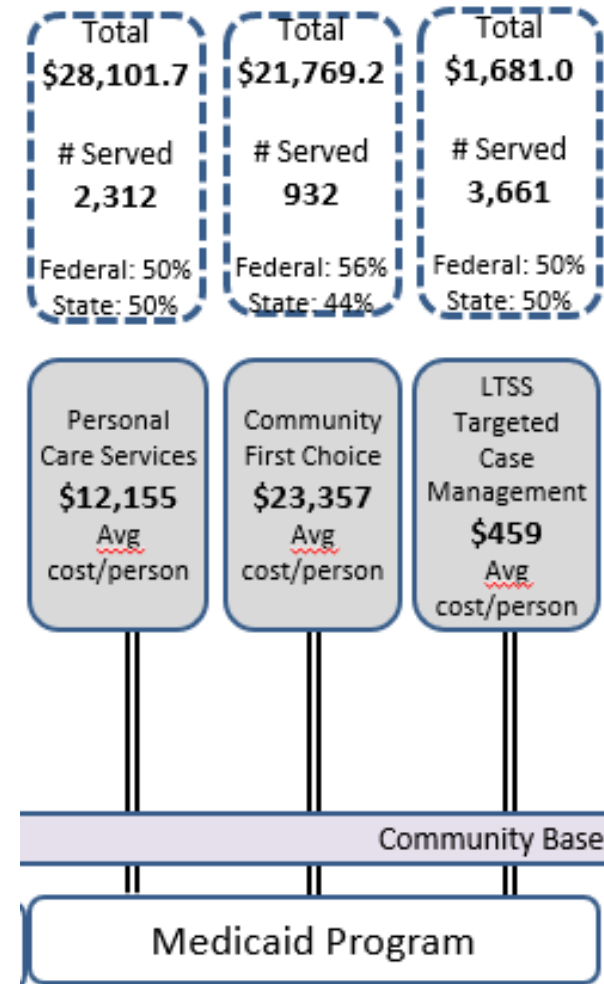 Total
$28,101.7
# Served
2,312
Federal: 50%
State: 50%
Total
$21,769.2
# Served
932
Federal: 56%
State: 44%
Total
$1,681.0
# Served
3,661
Federal: 50%
State: 50%
Personal
Care Services
$12,155
Avg
cost/person
Community
First Choice
$23,357
Avg
cost/person
LTSS
Targeted
Case
Management
$459
Avg
cost/person
Community Base
Medicaid Program